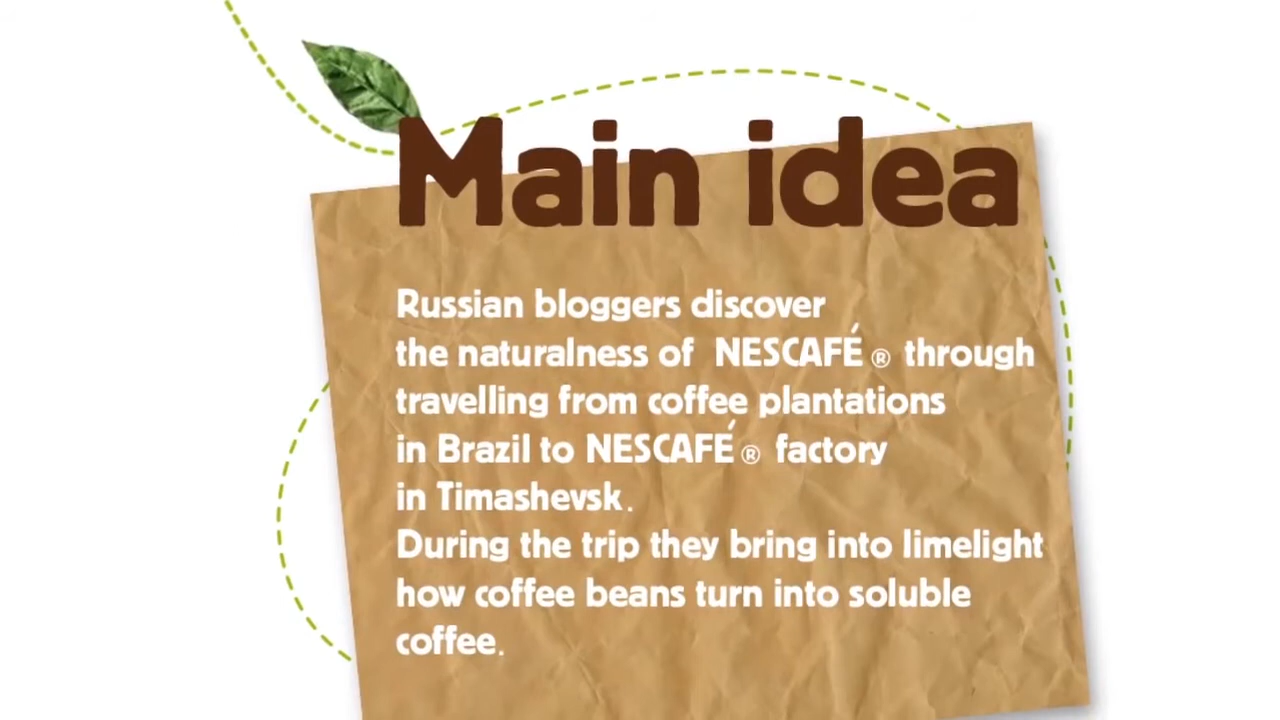 Main idea
Russian bloggers discover
the naturalness of NESCAFÉ ® through
travelling from coffee plantations
in Brazil to NESCAFÉ ® factory
in Timashevsk.
During the trip they bring into limelight
how coffee beans turn into soluble
coffee.